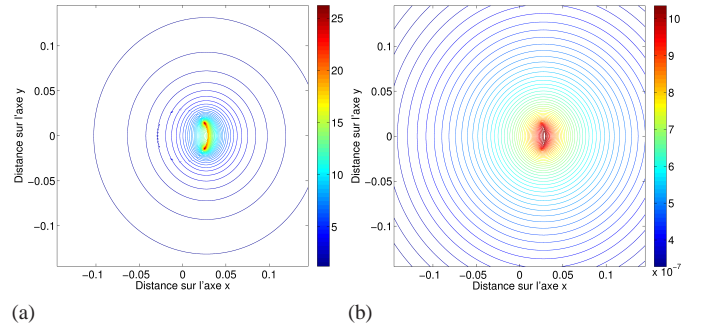 0.1
0.05
0
−0.05
−0.1
Distance sur l'axe y
−0.1 −0.05 0 0.05 0.1
Distance sur l'axe x
25
20
15
10
5
(a)
0.1
0.05
0
−0.05
−0.1
Distance sur l'axe y
−0.1 −0.05 0 0.05 0.1
Distance sur l'axe x
10
9
8
7
6
5
4
x 10⁻⁷
(b)